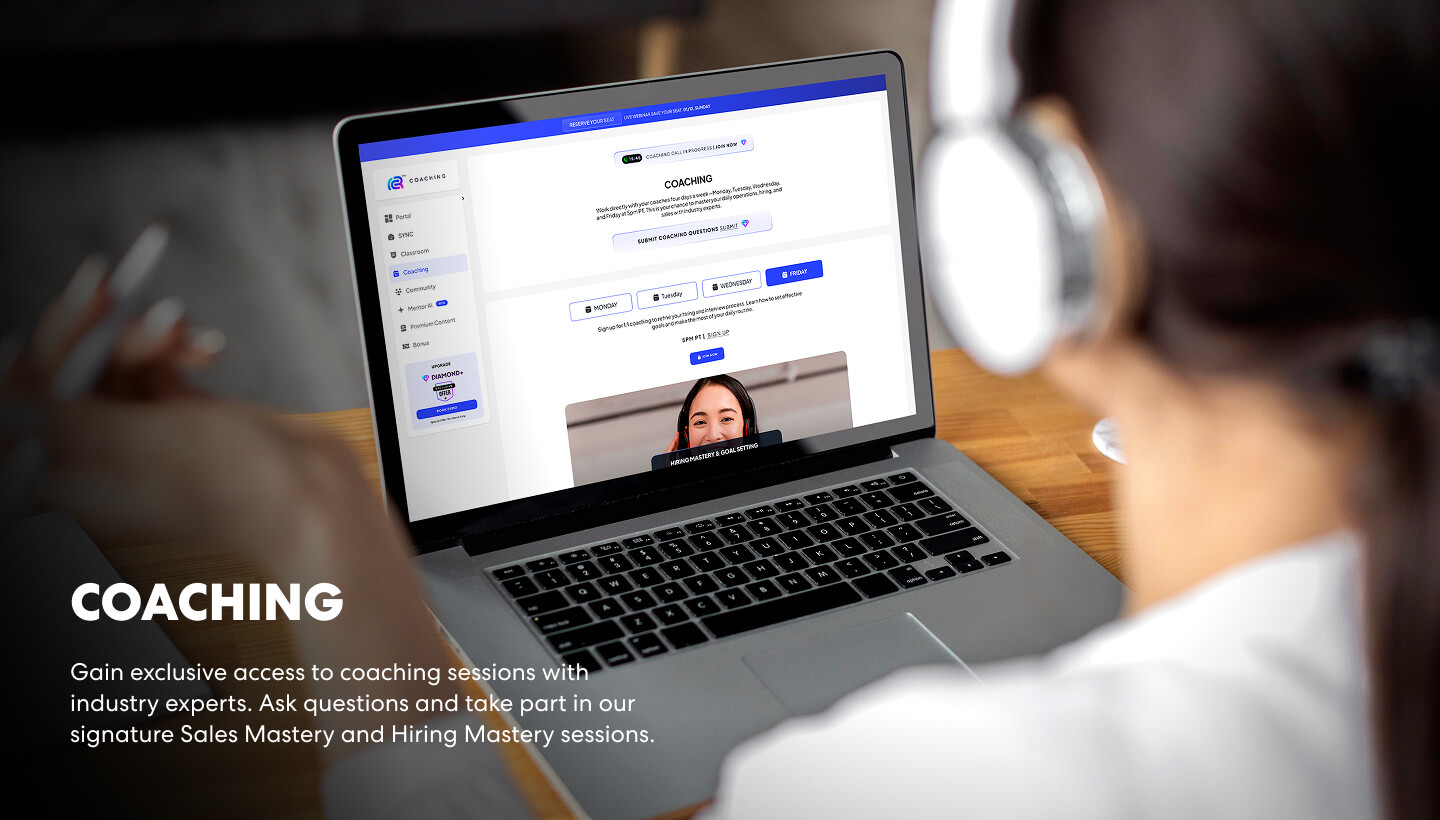 RESERVE YOUR SEAT LIVE WEBINAR SAVE YOUR SEAT 01/12, SUNDAY
15:45 COACHING CALL IN PROGRESS | JOIN NOW
COACHING
COACHING
Work directly with your coaches four days a week—Monday, Tuesday, Wednesday,
and Friday at 5pm PT. This is your chance to master your daily operations, hiring, and
sales with industry experts.
SUBMIT COACHING QUESTIONS SUBMIT
Portal
SYNC
Classroom
Coaching
Community
Mentor AI
Premium Content
Bonus
UPGRADE
DIAMOND+
EXCLUSIVE
OFFER
BOOK DEMO
MONDAY Tuesday WEDNESDAY FRIDAY
Sign up for 1:1 coaching to refine your hiring and interview process. Learn how to set effective
goals and make the most of your daily routine.
5PM PT | SIGN UP
JOIN NOW
HIRING MASTERY & GOAL SETTING
COACHING
Gain exclusive access to coaching sessions with
industry experts. Ask questions and take part in our
signature Sales Mastery and Hiring Mastery sessions.